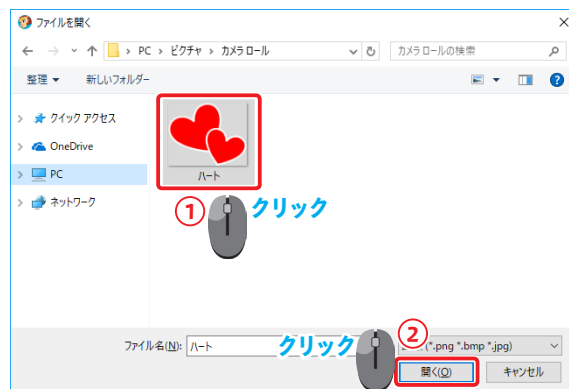 ファイルを開く
PC › ピクチャ › カメラロール
カメラロールの検索
整理 新しいフォルダー
クイック アクセス
OneDrive
PC
ネットワーク
ハート
① クリック
ファイル名(N): ハート
クリック ②
(*.png *.bmp *.jpg)
開く(O) キャンセル